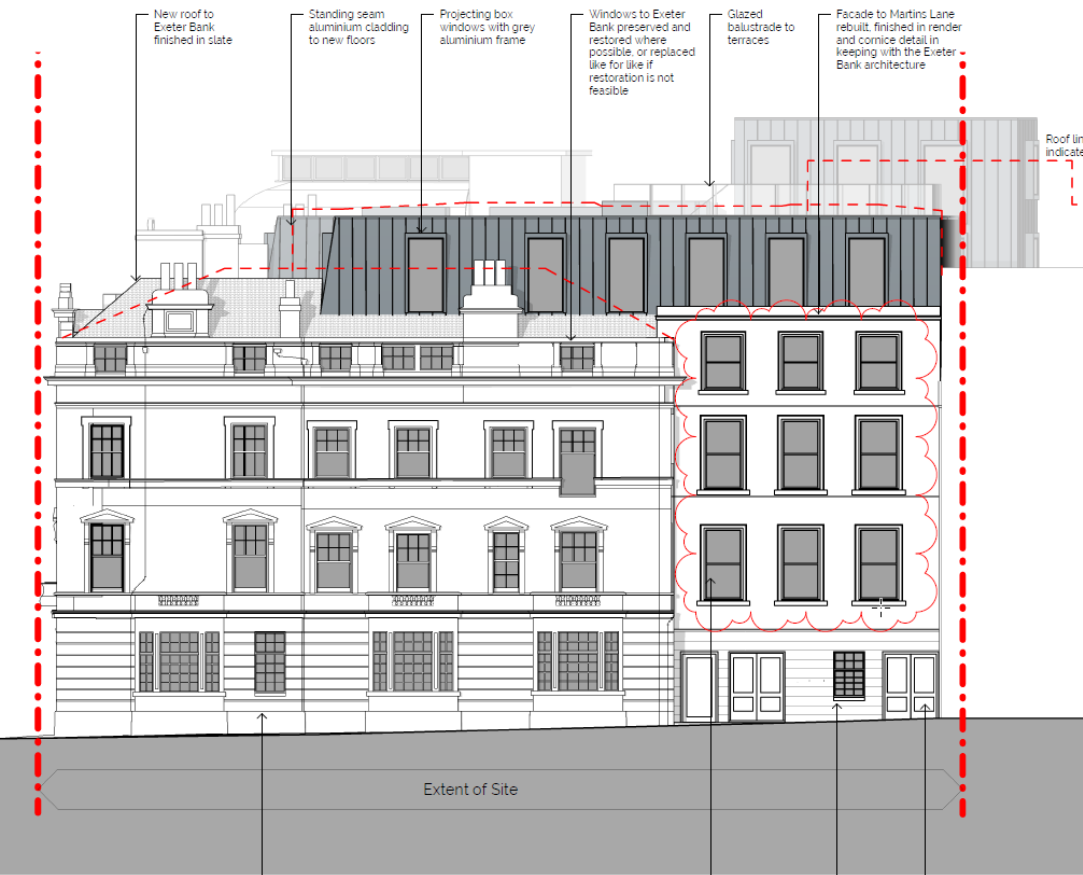 New roof to
Exeter Bank
finished in slate
Standing seam
aluminium cladding
to new floors
Projecting box
windows with grey
aluminium frame
Windows to Exeter
Bank preserved and
restored where
possible, or replaced
like for like if
restoration is not
feasible
Glazed
balustrade to
terraces
Facade to Martins Lane
rebuilt, finished in render
and cornice detail in
keeping with the Exeter
Bank architecture
Roof lin
indicate
Extent of Site